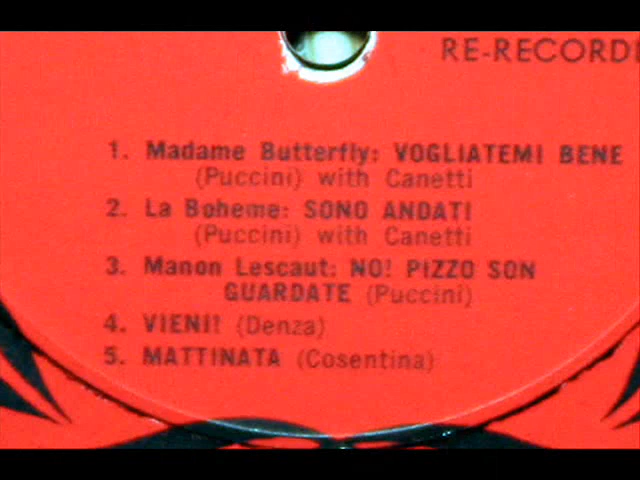 RE-RECORDE
1. Madame Butterfly: VOGLIATEMI BENE
(Puccini) with Canetti
2. La Boheme: SONO ANDATI
(Puccini) with Canetti
3. Manon Lescaut: NO! PIZZO SON
GUARDATE (Puccini)
4. VIENI! (Denza)
5. MATTINATA (Cosentina)